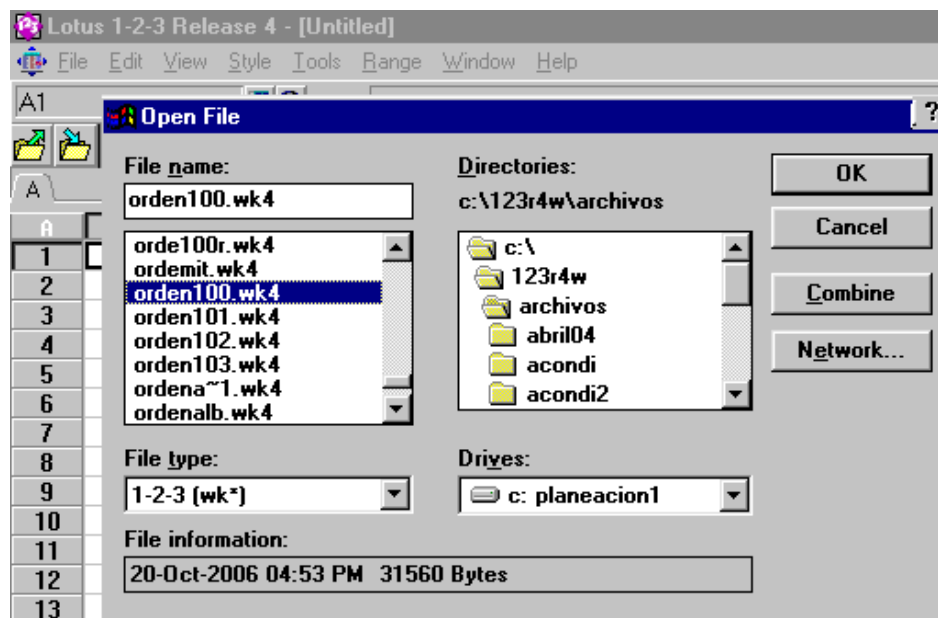 Lotus 1-2-3 Release 4 - [Untitled]
File Edit View Style Tools Range Window Help
A1
Open File
?
File name:
orden100.wk4
Directories:
c:\123r4w\archivos
OK
Cancel
Combine
Network...
orde100r.wk4
ordemit.wk4
orden100.wk4
orden101.wk4
orden102.wk4
orden103.wk4
ordena~1.wk4
ordenalb.wk4
c:\
123r4w
archivos
abril04
acondi
acondi2
File type:
1-2-3 (wk*)
Drives:
c: planeacion1
File information:
20-Oct-2006 04:53 PM 31560 Bytes
A
A
1
2
3
4
5
6
7
8
9
10
11
12
13